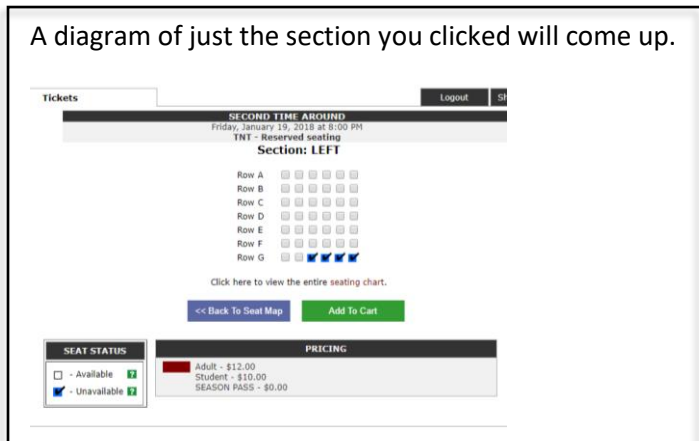 A diagram of just the section you clicked will come up.
Tickets
Logout
SECOND TIME AROUND
Friday, January 19, 2018 at 8:00 PM
TNT - Reserved seating
Section: LEFT
Row A
Row B
Row C
Row D
Row E
Row F
Row G
Click here to view the entire seating chart.
<< Back To Seat Map Add To Cart
SEAT STATUS
- Available ?
- Unavailable ?
PRICING
Adult - $12.00
Student - $10.00
SEASON PASS - $0.00